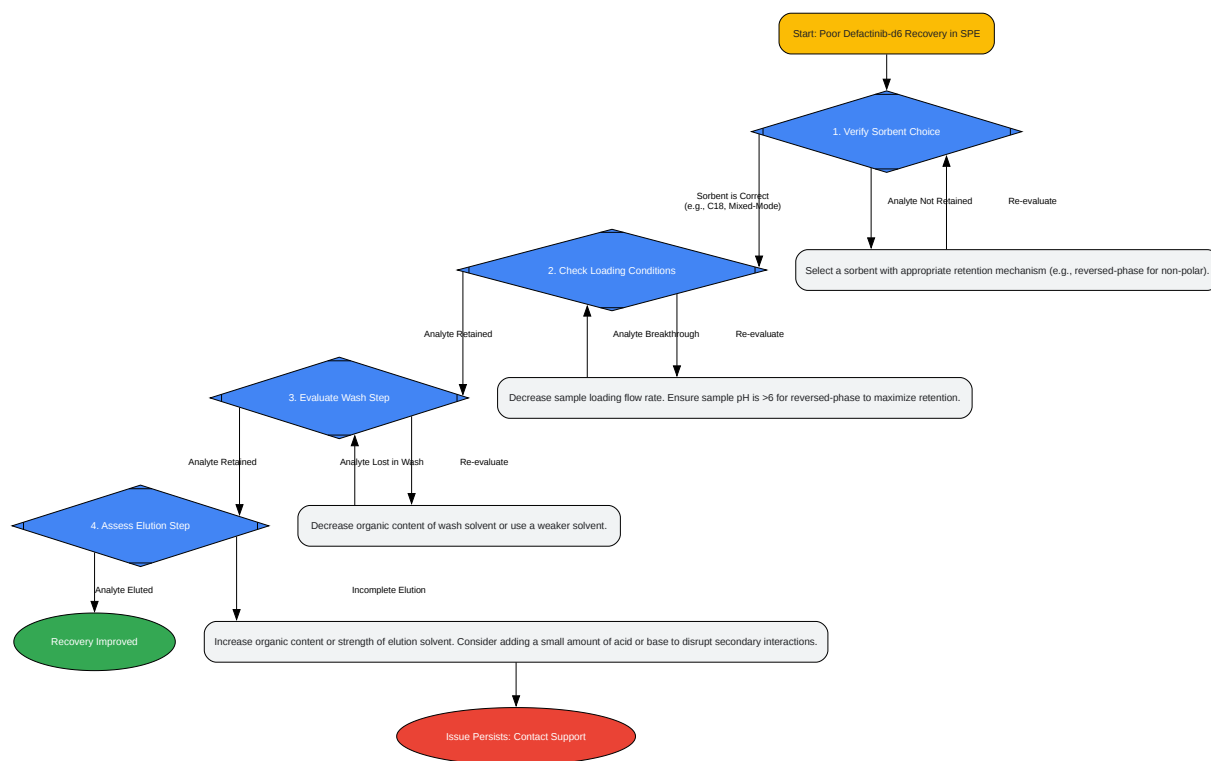 Start: Poor Defactinib-d6 Recovery in SPE
1. Verify Sorbent Choice
Sorbent is Correct
(e.g., C18, Mixed-Mode)
Analyte Not Retained
Re-evaluate
2. Check Loading Conditions
Select a sorbent with appropriate retention mechanism (e.g., reversed-phase for non-polar).
Analyte Retained
Analyte Breakthrough
Re-evaluate
3. Evaluate Wash Step
Decrease sample loading flow rate. Ensure sample pH is >6 for reversed-phase to maximize retention.
Analyte Retained
Analyte Lost in Wash
Re-evaluate
4. Assess Elution Step
Decrease organic content of wash solvent or use a weaker solvent.
Analyte Eluted
Incomplete Elution
Recovery Improved
Increase organic content or strength of elution solvent. Consider adding a small amount of acid or base to disrupt secondary interactions.
Issue Persists: Contact Support